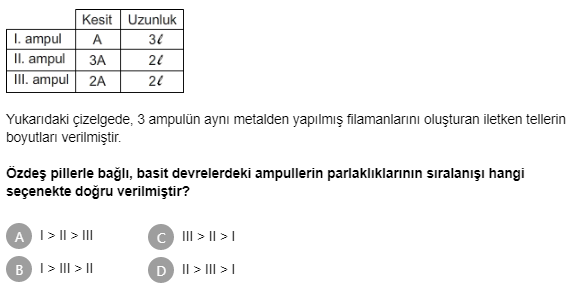 Kesit Uzunluk
I. ampul A 3ℓ
II. ampul 3A 2ℓ
III. ampul 2A 2ℓ
Yukarıdaki çizelgede, 3 ampulün aynı metalden yapılmış filamanlarını oluşturan iletken tellerin
boyutları verilmiştir.
Özdeş pillerle bağlı, basit devrelerdeki ampullerin parlaklıklarının sıralanışı hangi
seçenekte doğru verilmiştir?
A I > II > III
B I > III > II
C III > II > I
D II > III > I